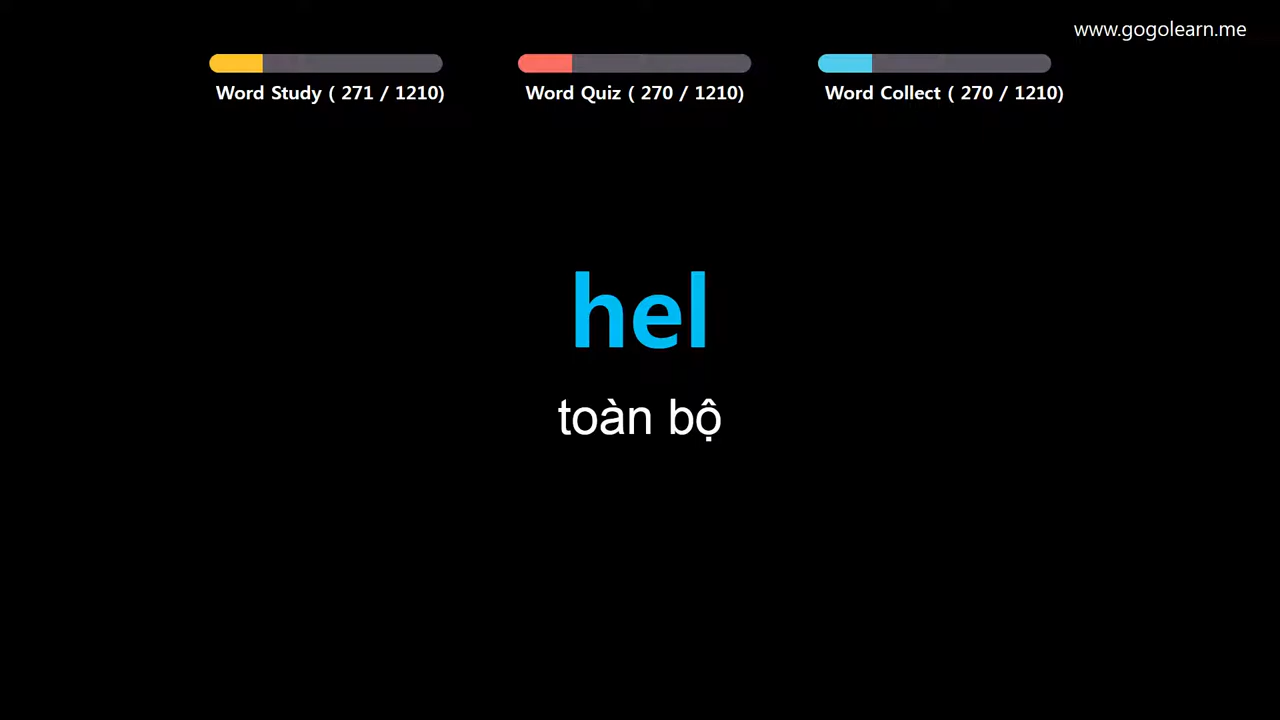 www.gogolearn.me
Word Study ( 271 / 1210)
Word Quiz ( 270 / 1210)
Word Collect ( 270 / 1210)
hel
toàn bộ